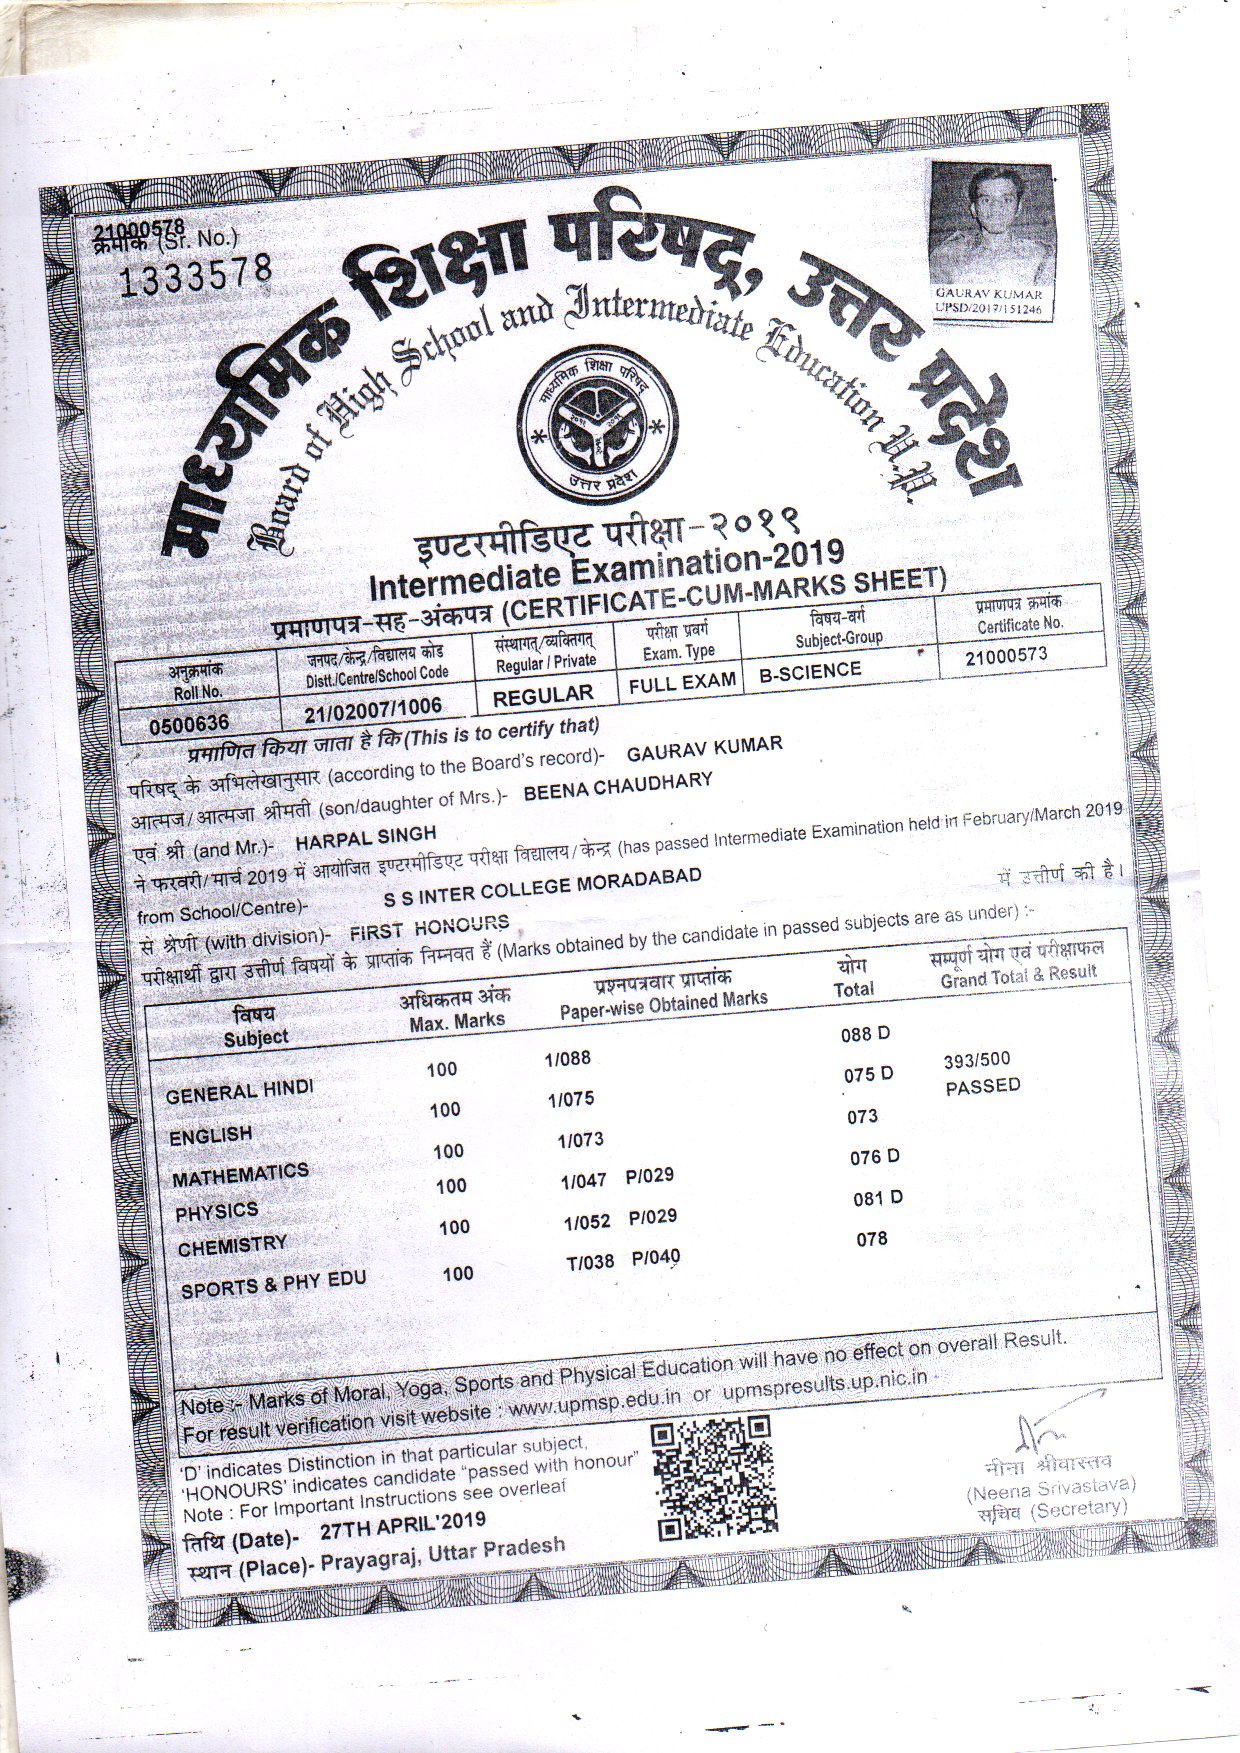 21000578
क्रमांक (Sr. No.)
1333578
GAURAV KUMAR
UPSD/2017/151246
माध्यमिक शिक्षा परिषद्, उत्तर प्रदेश
Board of High School and Intermediate Education U.P.
माध्यमिक शिक्षा परिषद्
उत्तर प्रदेश
इण्टरमीडिएट परीक्षा-२०१९
Intermediate Examination-2019
प्रमाणपत्र-सह-अंकपत्र (CERTIFICATE-CUM-MARKS SHEET)
अनुक्रमांक जनपद/केन्द्र/विद्यालय कोड संस्थागत्/व्यक्तिगत् परीक्षा प्रवर्ग विषय-वर्ग प्रमाणपत्र क्रमांक
Roll No. Distt./Centre/School Code Regular / Private Exam. Type Subject-Group Certificate No.
0500636 21/02007/1006 REGULAR FULL EXAM B-SCIENCE 21000573
प्रमाणित किया जाता है कि (This is to certify that)
परिषद् के अभिलेखानुसार (according to the Board's record)- GAURAV KUMAR
आत्मज/आत्मजा श्रीमती (son/daughter of Mrs.)- BEENA CHAUDHARY
एवं श्री (and Mr.)- HARPAL SINGH
ने फरवरी/मार्च 2019 में आयोजित इण्टरमीडिएट परीक्षा विद्यालय/केन्द्र (has passed Intermediate Examination held in February/March 2019
from School/Centre)- S S INTER COLLEGE MORADABAD में उत्तीर्ण की है।
से श्रेणी (with division)- FIRST HONOURS
परीक्षार्थी द्वारा उत्तीर्ण विषयों के प्राप्तांक निम्नवत हैं (Marks obtained by the candidate in passed subjects are as under) :-
विषय अधिकतम अंक प्रश्नपत्रवार प्राप्तांक योग सम्पूर्ण योग एवं परीक्षाफल
Subject Max. Marks Paper-wise Obtained Marks Total Grand Total & Result
GENERAL HINDI 100 1/088 088 D 393/500
ENGLISH 100 1/075 075 D PASSED
MATHEMATICS 100 1/073 073
PHYSICS 100 1/047 P/029 076 D
CHEMISTRY 100 1/052 P/029 081 D
SPORTS & PHY EDU 100 T/038 P/040 078
Note :- Marks of Moral, Yoga, Sports and Physical Education will have no effect on overall Result.
For result verification visit website : www.upmsp.edu.in or upmspresults.up.nic.in
'D' indicates Distinction in that particular subject,
'HONOURS' indicates candidate "passed with honour"
Note : For Important Instructions see overleaf
तिथि (Date)- 27TH APRIL'2019
स्थान (Place)- Prayagraj, Uttar Pradesh
नीना श्रीवास्तव
(Neena Srivastava)
सचिव (Secretary)